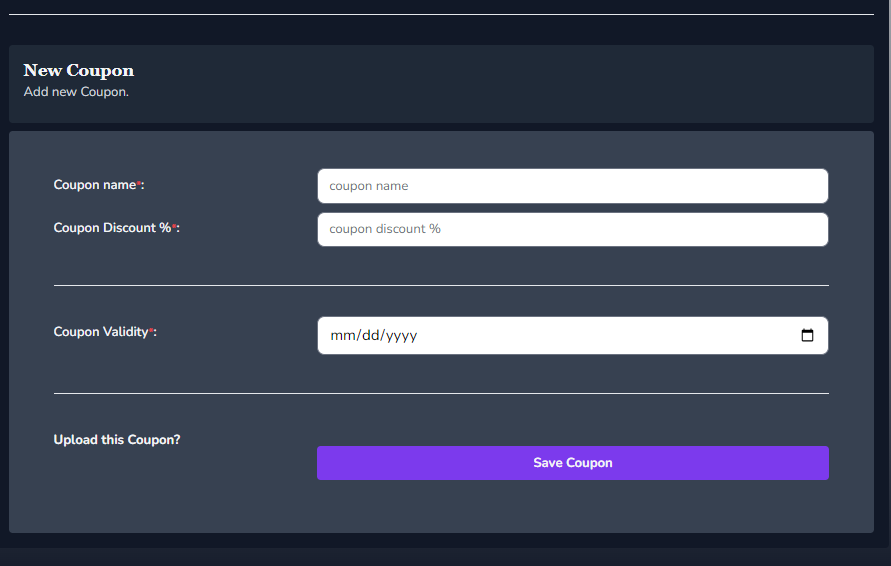 New Coupon
Add new Coupon.
Coupon name*:
coupon name
Coupon Discount %*:
coupon discount %
Coupon Validity*:
mm/dd/yyyy
Upload this Coupon?
Save Coupon